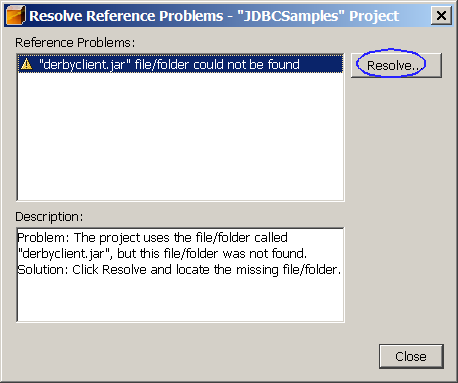 Resolve Reference Problems - "JDBCSamples" Project
Reference Problems:
"derbyclient.jar" file/folder could not be found
Resolve...
Description:
Problem: The project uses the file/folder called
"derbyclient.jar", but this file/folder was not found.
Solution: Click Resolve and locate the missing file/folder.
Close